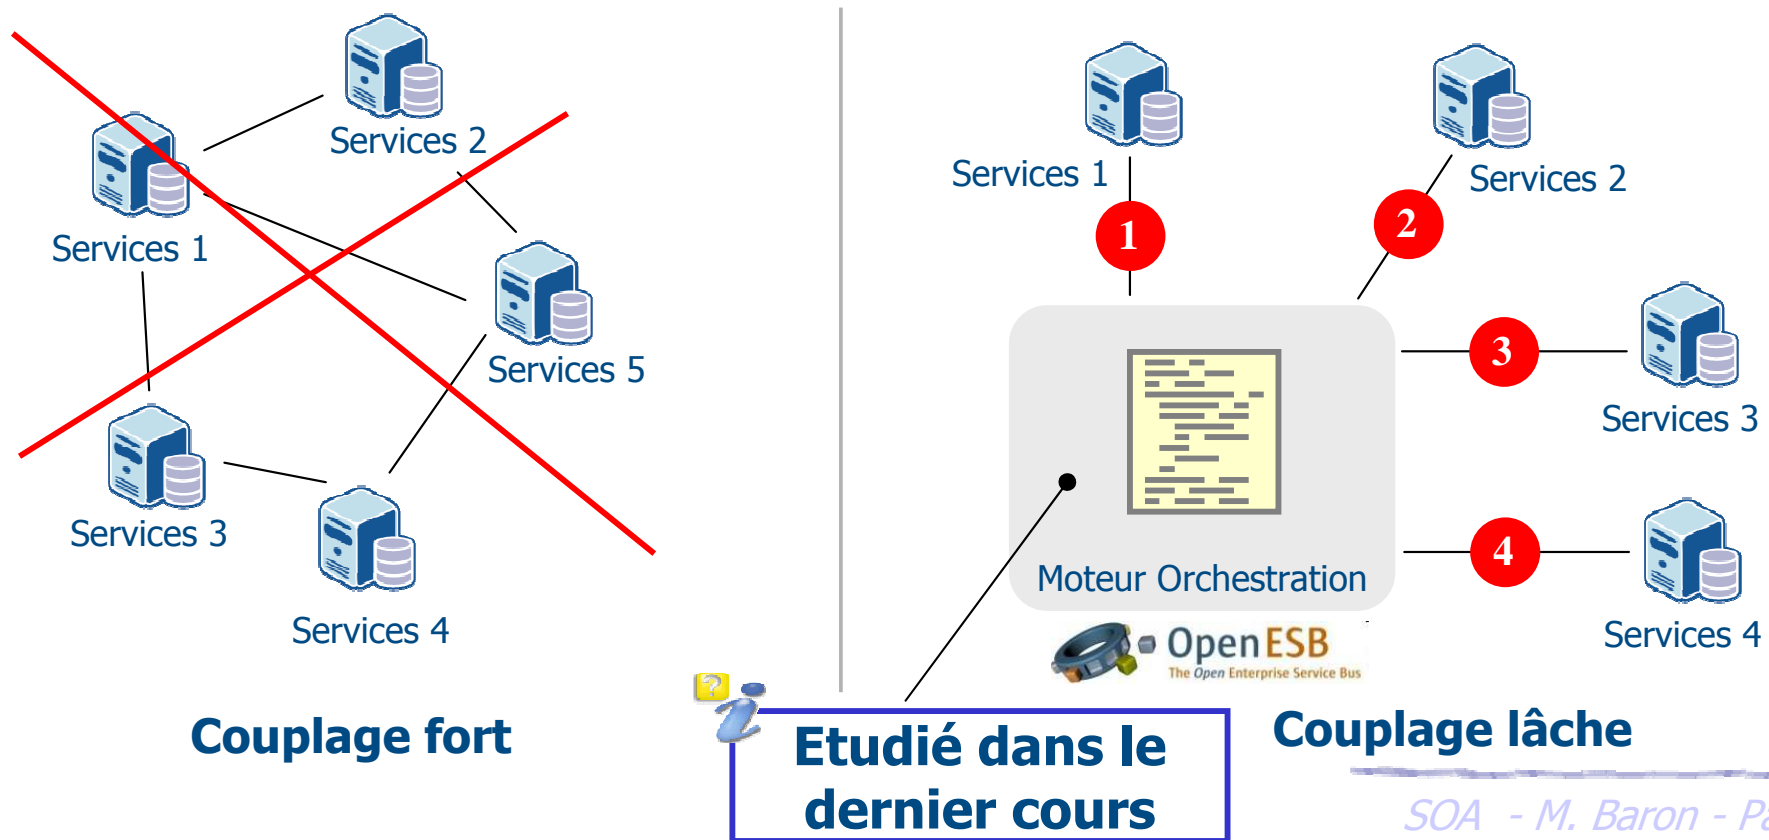 Services 2
Services 1
Services 5
Services 3
Services 4
Couplage fort
Services 1
Services 2
1
2
3
Services 3
4
Services 4
Moteur Orchestration
OpenESB
The Open Enterprise Service Bus
?
i
Etudié dans le
dernier cours
Couplage lâche
SOA - M. Baron - Pa